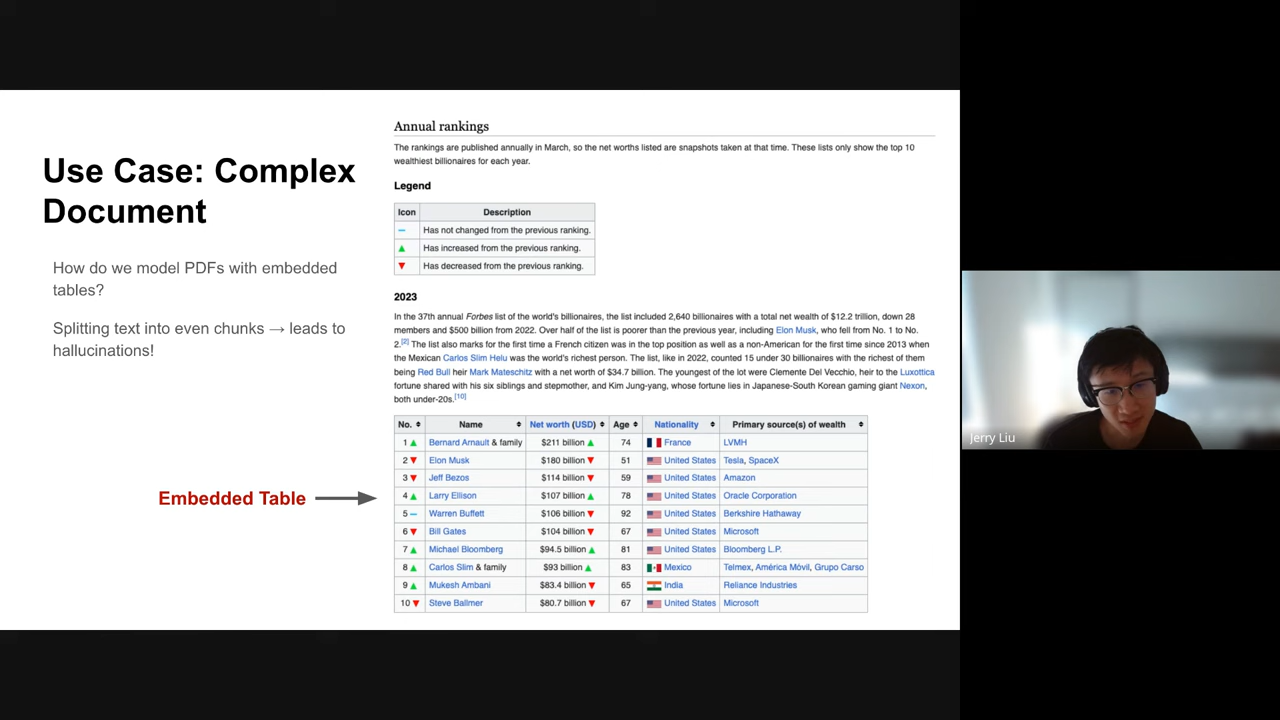 Use Case: Complex
Document
How do we model PDFs with embedded
tables?
Splitting text into even chunks → leads to
hallucinations!
Embedded Table
Annual rankings
The rankings are published annually in March, so the net worths listed are snapshots taken at that time. These lists only show the top 10
wealthiest billionaires for each year.
Legend
Icon Description
– Has not changed from the previous ranking.
▲ Has increased from the previous ranking.
▼ Has decreased from the previous ranking.
2023
In the 37th annual Forbes list of the world's billionaires, the list included 2,640 billionaires with a total net wealth of $12.2 trillion, down 28
members and $500 billion from 2022. Over half of the list is poorer than the previous year, including Elon Musk, who fell from No. 1 to No.
2.[2] The list also marks for the first time a French citizen was in the top position as well as a non-American for the first time since 2013 when
the Mexican Carlos Slim Helu was the world's richest person. The list, like in 2022, counted 15 under 30 billionaires with the richest of them
being Red Bull heir Mark Mateschitz with a net worth of $34.7 billion. The youngest of the lot were Clemente Del Vecchio, heir to the Luxottica
fortune shared with his six siblings and stepmother, and Kim Jung-yang, whose fortune lies in Japanese-South Korean gaming giant Nexon,
both under-20s.[10]
No. Name Net worth (USD) Age Nationality Primary source(s) of wealth
1 ▲ Bernard Arnault & family $211 billion ▲ 74 France LVMH
2 ▼ Elon Musk $180 billion ▼ 51 United States Tesla, SpaceX
3 ▼ Jeff Bezos $114 billion ▼ 59 United States Amazon
4 ▲ Larry Ellison $107 billion ▲ 78 United States Oracle Corporation
5 – Warren Buffett $106 billion ▼ 92 United States Berkshire Hathaway
6 ▼ Bill Gates $104 billion ▼ 67 United States Microsoft
7 ▲ Michael Bloomberg $94.5 billion ▲ 81 United States Bloomberg L.P.
8 ▲ Carlos Slim & family $93 billion ▲ 83 Mexico Telmex, América Móvil, Grupo Carso
9 ▲ Mukesh Ambani $83.4 billion ▼ 65 India Reliance Industries
10 ▼ Steve Ballmer $80.7 billion ▼ 67 United States Microsoft
Jerry Liu